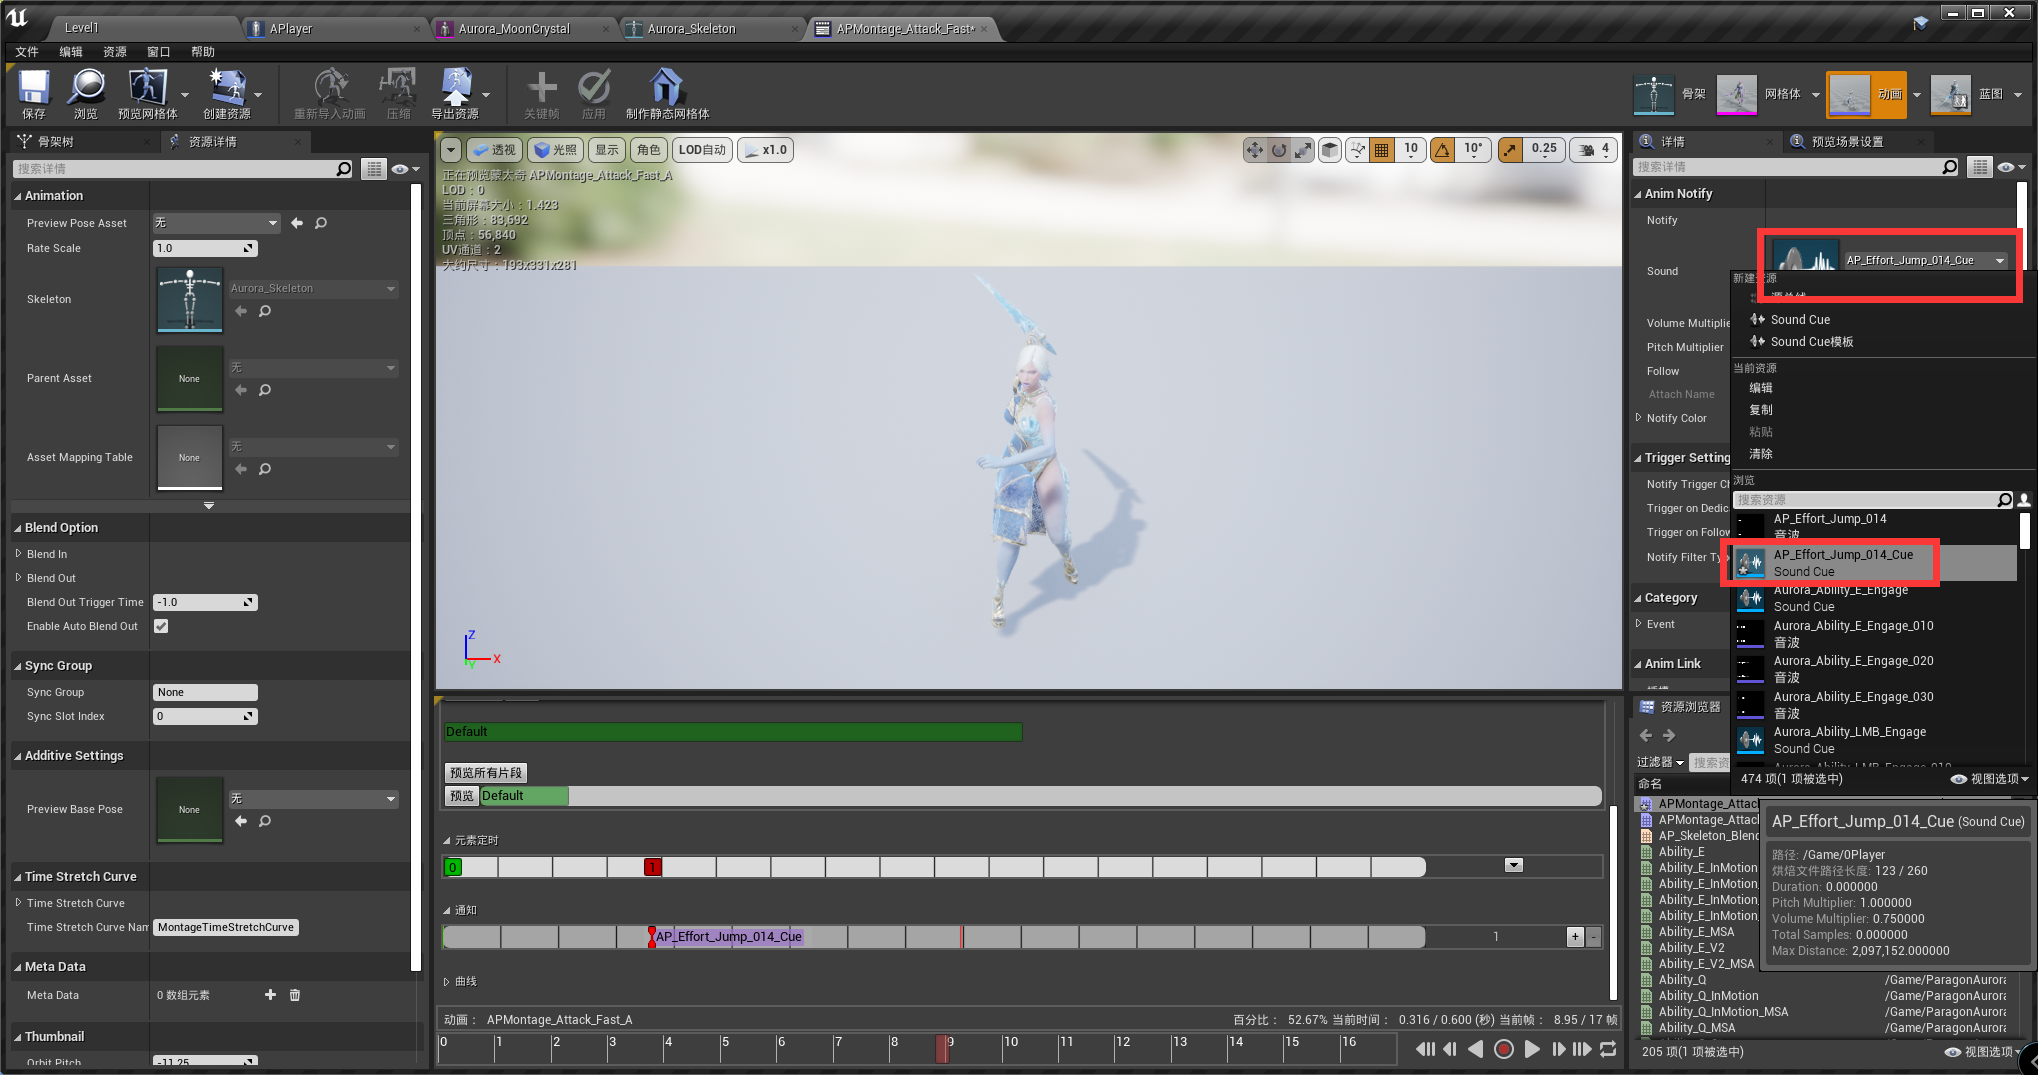 Level1
APlayer
Aurora_MoonCrystal
Aurora_Skeleton
APMontage_Attack_Fast*
文件 编辑 资源 窗口 帮助
保存
浏览
预览网格体
创建资源
重新导入动画
压缩
导出资源
关键帧
应用
制作静态网格体
骨架
网格体
动画
蓝图
骨架树
资源详情
搜索详情
Animation
Preview Pose Asset 无
Rate Scale 1.0
Skeleton Aurora_Skeleton
Parent Asset None 无
Asset Mapping Table None 无
Blend Option
Blend In
Blend Out
Blend Out Trigger Time -1.0
Enable Auto Blend Out
Sync Group
Sync Group None
Sync Slot Index 0
Additive Settings
Preview Base Pose None 无
Time Stretch Curve
Time Stretch Curve
Time Stretch Curve Nam MontageTimeStretchCurve
Meta Data
Meta Data 0 数组元素
Thumbnail
Orbit Pitch -11.25
透视 光照 显示 角色 LOD自动 x1.0
10 10° 0.25 4
正在预览蒙太奇 APMontage_Attack_Fast_A
LOD：0
当前屏幕大小：1.423
三角形：83,692
顶点：56,840
UV通道：2
大约尺寸：193x331x281
Z
X
Y
Default
预览所有片段
预览 Default
元素定时
0 1
通知
AP_Effort_Jump_014_Cue
1 + -
曲线
动画： APMontage_Attack_Fast_A
百分比： 52.67% 当前时间： 0.316 / 0.600 (秒) 当前帧： 8.95 / 17 帧
0 1 2 3 4 5 6 7 8 9 10 11 12 13 14 15 16
详情
预览场景设置
搜索详情
Anim Notify
Notify
Sound AP_Effort_Jump_014_Cue
Volume Multiplie
Pitch Multiplier
Follow
Attach Name
Notify Color
Trigger Setting
Notify Trigger Ch
Trigger on Dedic
Trigger on Follow
Notify Filter Ty
Category
Event
Anim Link
新建资源
Sound Cue
Sound Cue模板
当前资源
编辑
复制
粘贴
清除
浏览
搜索资源
AP_Effort_Jump_014
音波
AP_Effort_Jump_014_Cue
Sound Cue
Aurora_Ability_E_Engage
Sound Cue
Aurora_Ability_E_Engage_010
音波
Aurora_Ability_E_Engage_020
音波
Aurora_Ability_E_Engage_030
音波
Aurora_Ability_LMB_Engage
Sound Cue
Aurora_Ability_LMB_Engage_010
474 项(1 项被选中) 视图选项
资源浏览器
过滤器 搜索资
命名
APMontage_Attac
APMontage_Attac
AP_Skeleton_Blend
Ability_E
Ability_E_InMotion
Ability_E_InMotion_
Ability_E_InMotion_
Ability_E_InMotion_
Ability_E_MSA
Ability_E_V2
Ability_E_V2_MSA
Ability_Q /Game/ParagonAurora
Ability_Q_InMotion /Game/ParagonAurora
Ability_Q_InMotion_MSA /Game/ParagonAurora
Ability_Q_MSA /Game/ParagonAurora
205 项(1 项被选中) 视图选项
AP_Effort_Jump_014_Cue (Sound Cue)
路径: /Game/0Player
烘焙文件路径长度: 123 / 260
Duration: 0.000000
Pitch Multiplier: 1.000000
Volume Multiplier: 0.750000
Total Samples: 0.000000
Max Distance: 2,097,152.000000